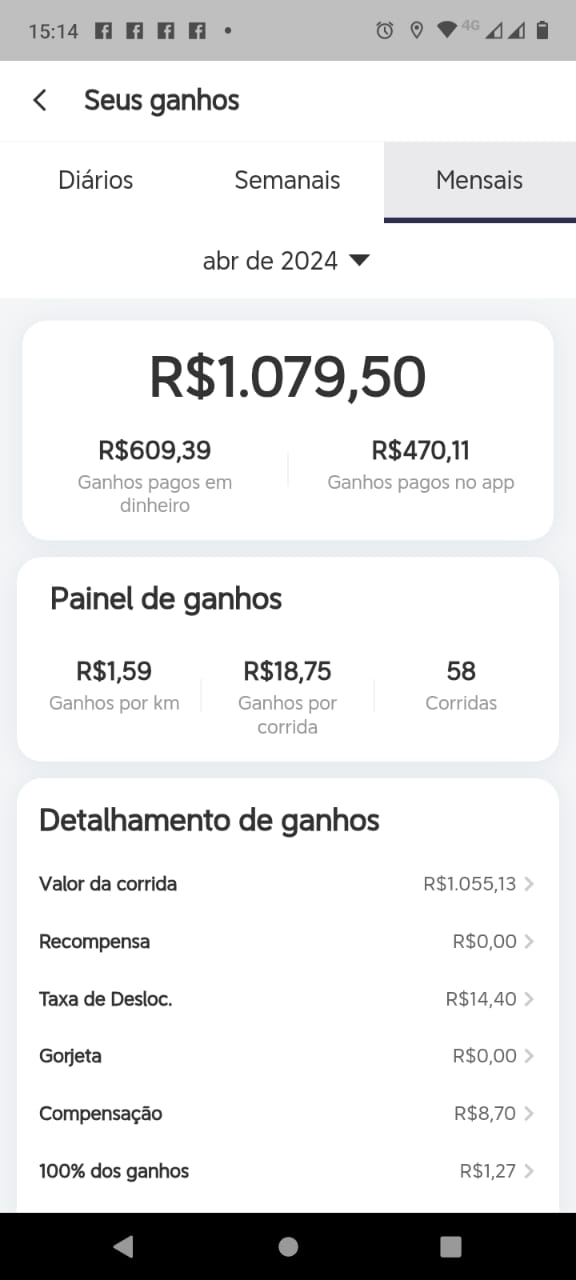 15:14
4G
Seus ganhos
Diários Semanais Mensais
abr de 2024
R$1.079,50
R$609,39 R$470,11
Ganhos pagos em Ganhos pagos no app
dinheiro
Painel de ganhos
R$1,59 R$18,75 58
Ganhos por km Ganhos por Corridas
corrida
Detalhamento de ganhos
Valor da corrida R$1.055,13
Recompensa R$0,00
Taxa de Desloc. R$14,40
Gorjeta R$0,00
Compensação R$8,70
100% dos ganhos R$1,27